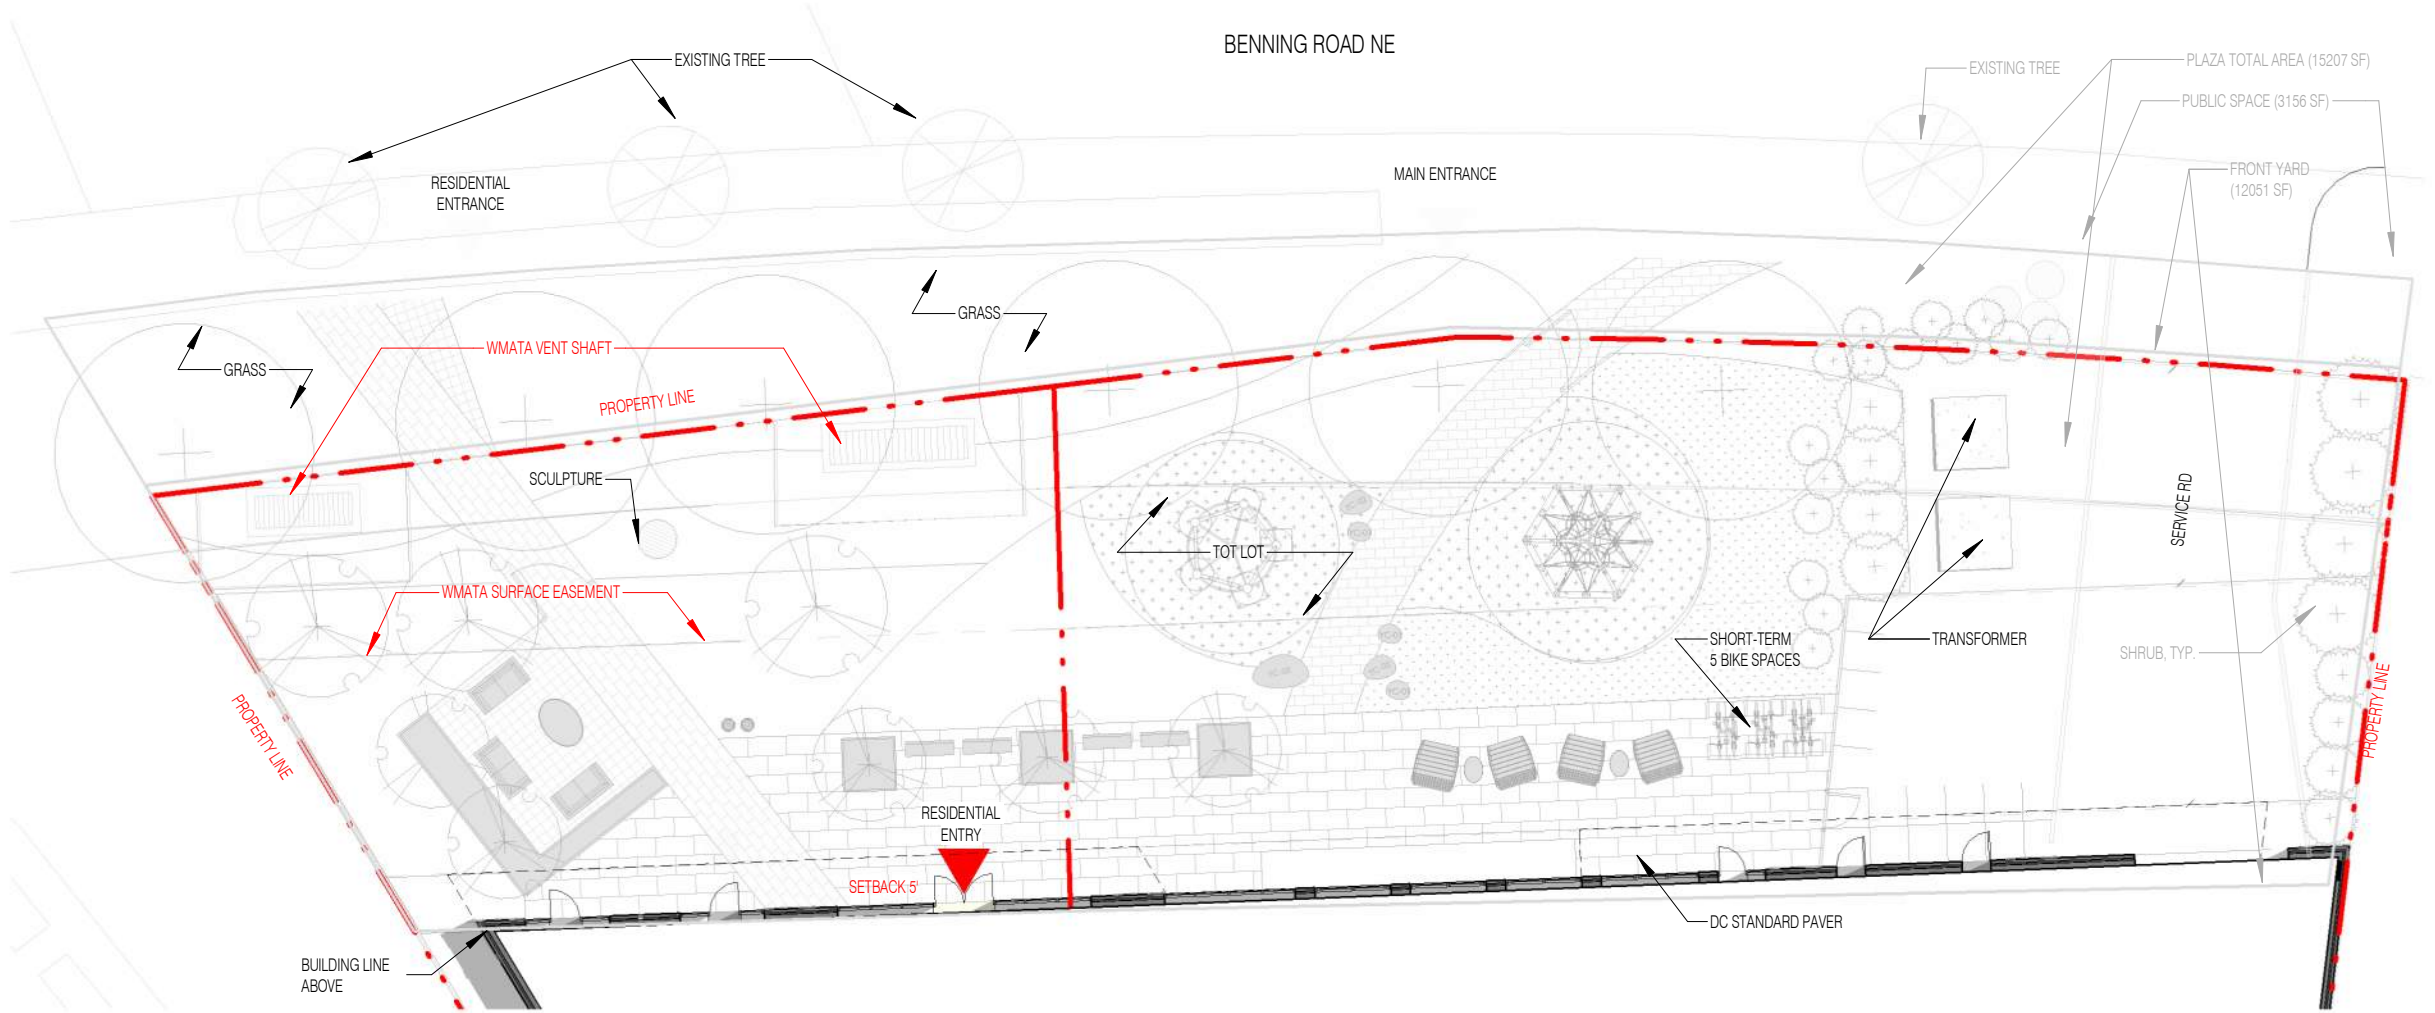 BENNING ROAD NE
EXISTING TREE
EXISTING TREE
PLAZA TOTAL AREA (15207 SF)
PUBLIC SPACE (3156 SF)
FRONT YARD
(12051 SF)
RESIDENTIAL
ENTRANCE
MAIN ENTRANCE
GRASS
WMATA VENT SHAFT
GRASS
PROPERTY LINE
SCULPTURE
TOT LOT
SERVICE RD
WMATA SURFACE EASEMENT
SHORT-TERM
5 BIKE SPACES
TRANSFORMER
SHRUB, TYP.
PROPERTY LINE
PROPERTY LINE
RESIDENTIAL
ENTRY
SETBACK 5'
DC STANDARD PAVER
BUILDING LINE
ABOVE